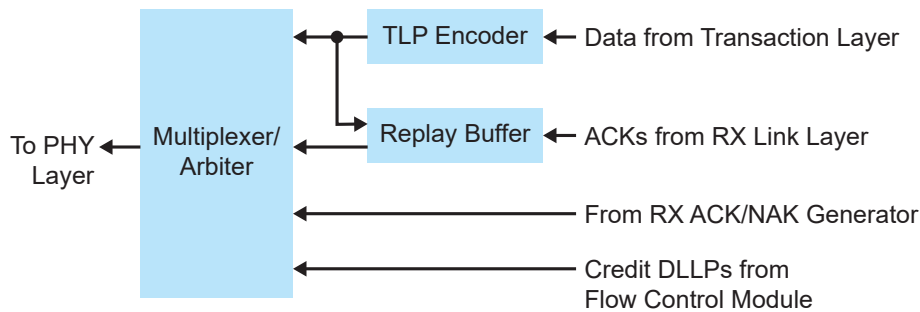 TLP Encoder
Data from Transaction Layer
To PHY
Layer
Multiplexer/
Arbiter
Replay Buffer
ACKs from RX Link Layer
From RX ACK/NAK Generator
Credit DLLPs from
Flow Control Module